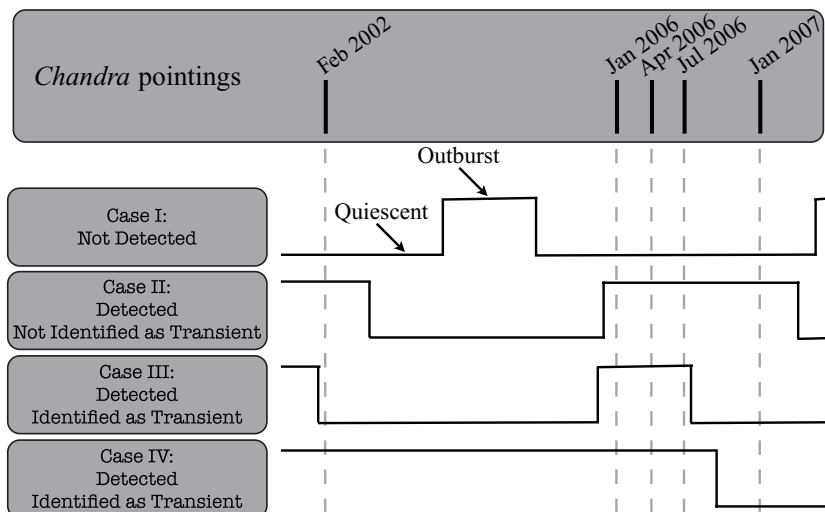 Feb 2002
Jan 2006
Apr 2006
Jul 2006
Jan 2007
Chandra pointings
Outburst
Quiescent
Case I:
Not Detected
Case II:
Detected
Not Identified as Transient
Case III:
Detected
Identified as Transient
Case IV:
Detected
Identified as Transient